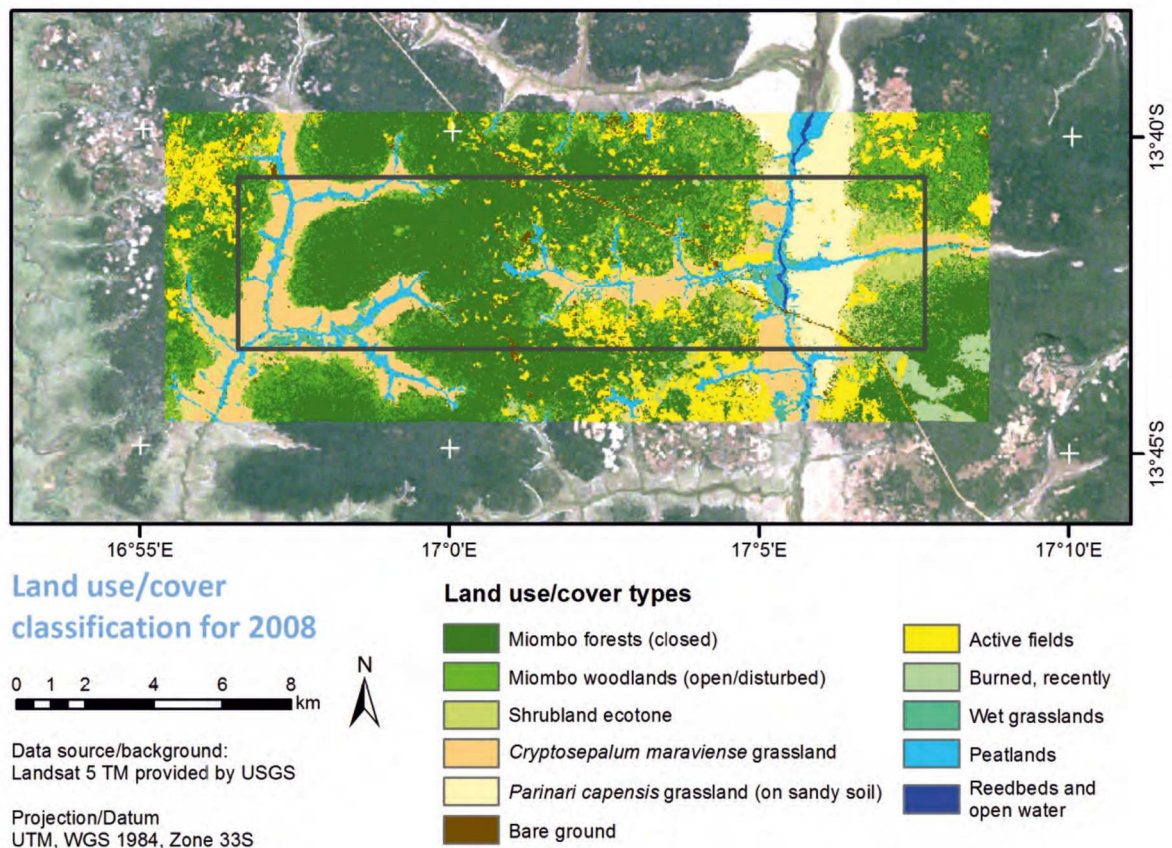 13°40'S
13°45'S
16°55'E
17°0'E
17°5'E
17°10'E
Land use/cover
classification for 2008
0 1 2 4 6 8
km
N
Data source/background:
Landsat 5 TM provided by USGS
Projection/Datum
UTM, WGS 1984, Zone 33S
Land use/cover types
Miombo forests (closed)
Miombo woodlands (open/disturbed)
Shrubland ecotone
Cryptosepalum maraviense grassland
Parinari capensis grassland (on sandy soil)
Bare ground
Active fields
Burned, recently
Wet grasslands
Peatlands
Reedbeds and
open water